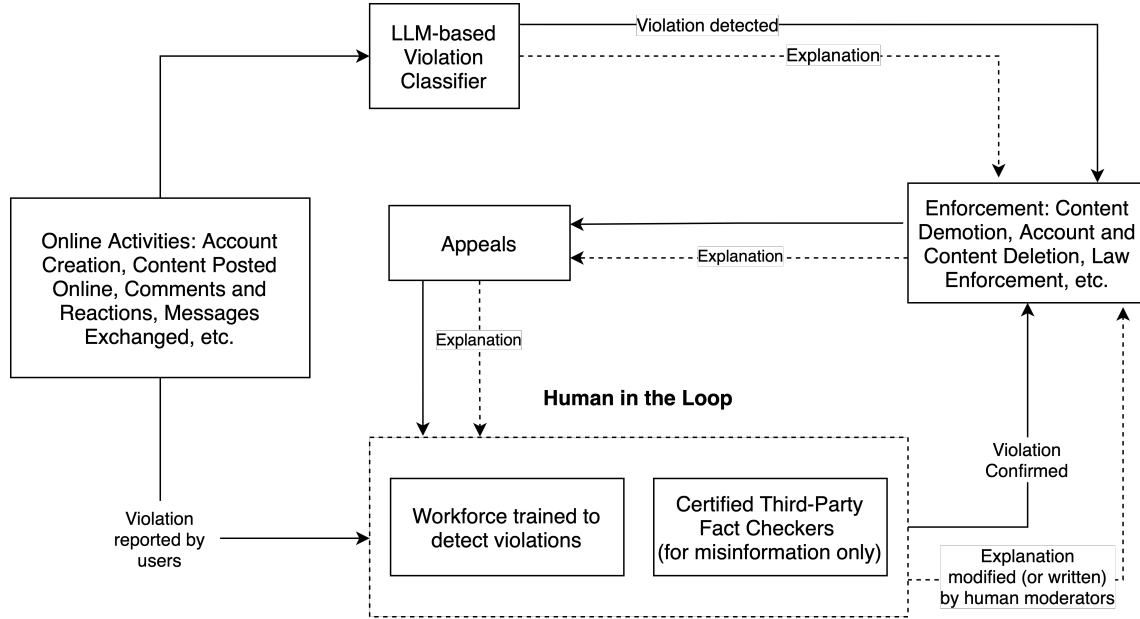 LLM-based
Violation
Classifier
Violation detected
Explanation
Online Activities: Account
Creation, Content Posted
Online, Comments and
Reactions, Messages
Exchanged, etc.
Appeals
Explanation
Enforcement: Content
Demotion, Account and
Content Deletion, Law
Enforcement, etc.
Explanation
Human in the Loop
Violation
reported by
users
Workforce trained to
detect violations
Certified Third-Party
Fact Checkers
(for misinformation only)
Violation
Confirmed
Explanation
modified (or written)
by human moderators